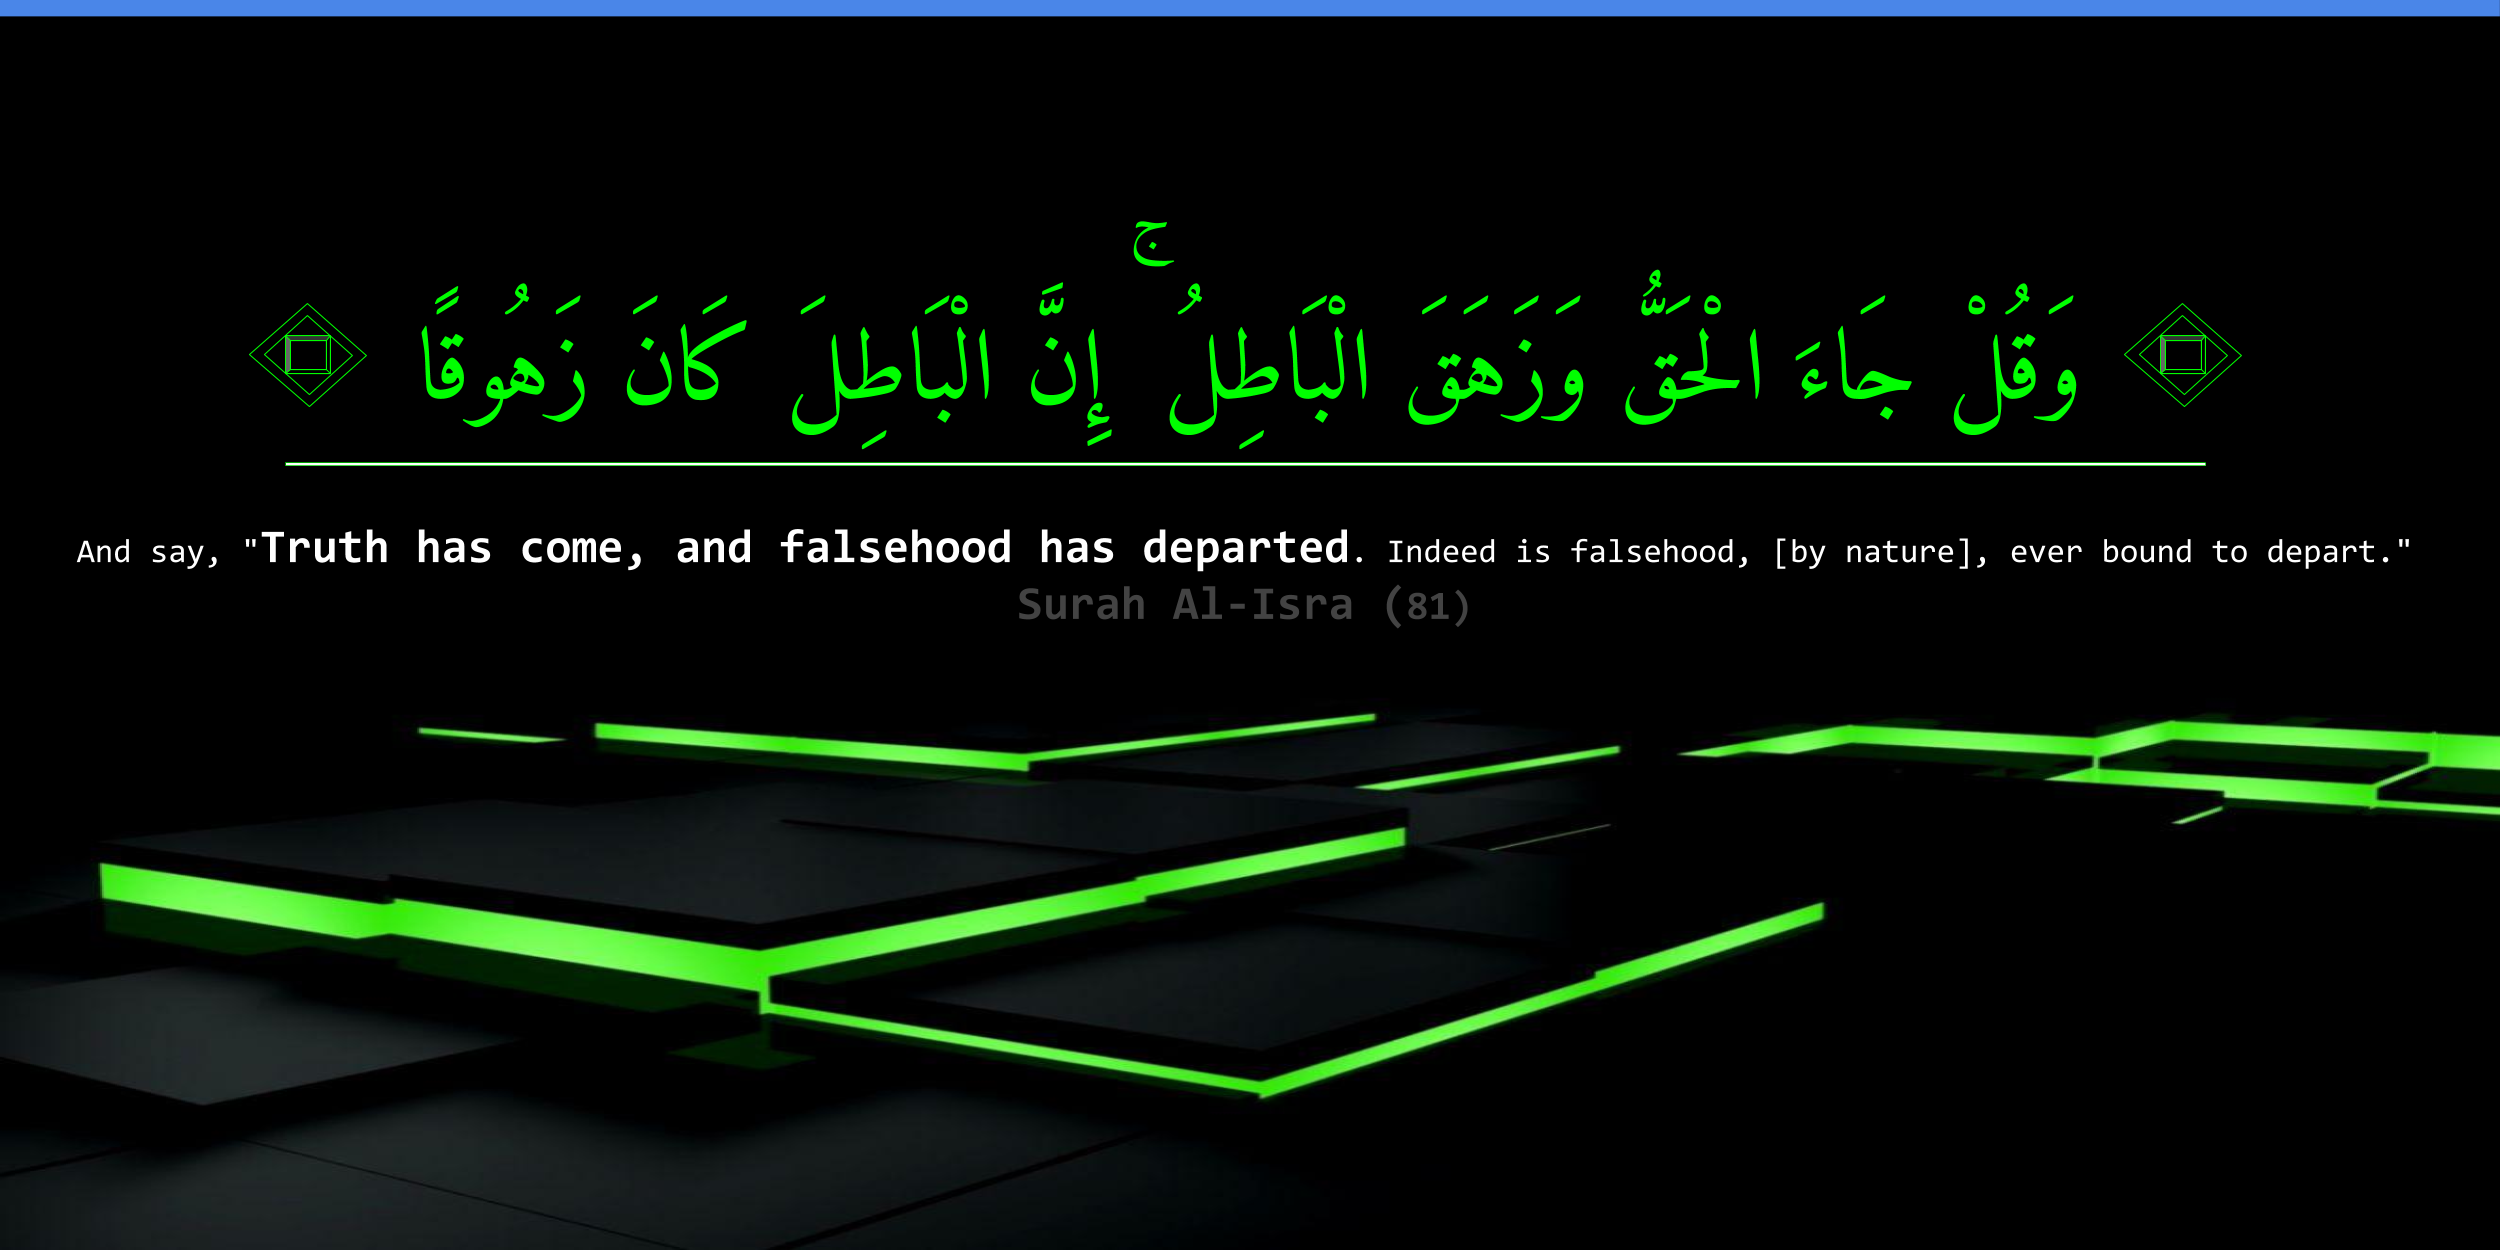 وَقُلْ جَاءَ الْحَقُّ وَزَهَقَ الْبَاطِلُ ۚ إِنَّ الْبَاطِلَ كَانَ زَهُوقًا
And say, "Truth has come, and falsehood has departed. Indeed is falsehood, [by nature], ever bound to depart."
Surah Al-Isra (81)